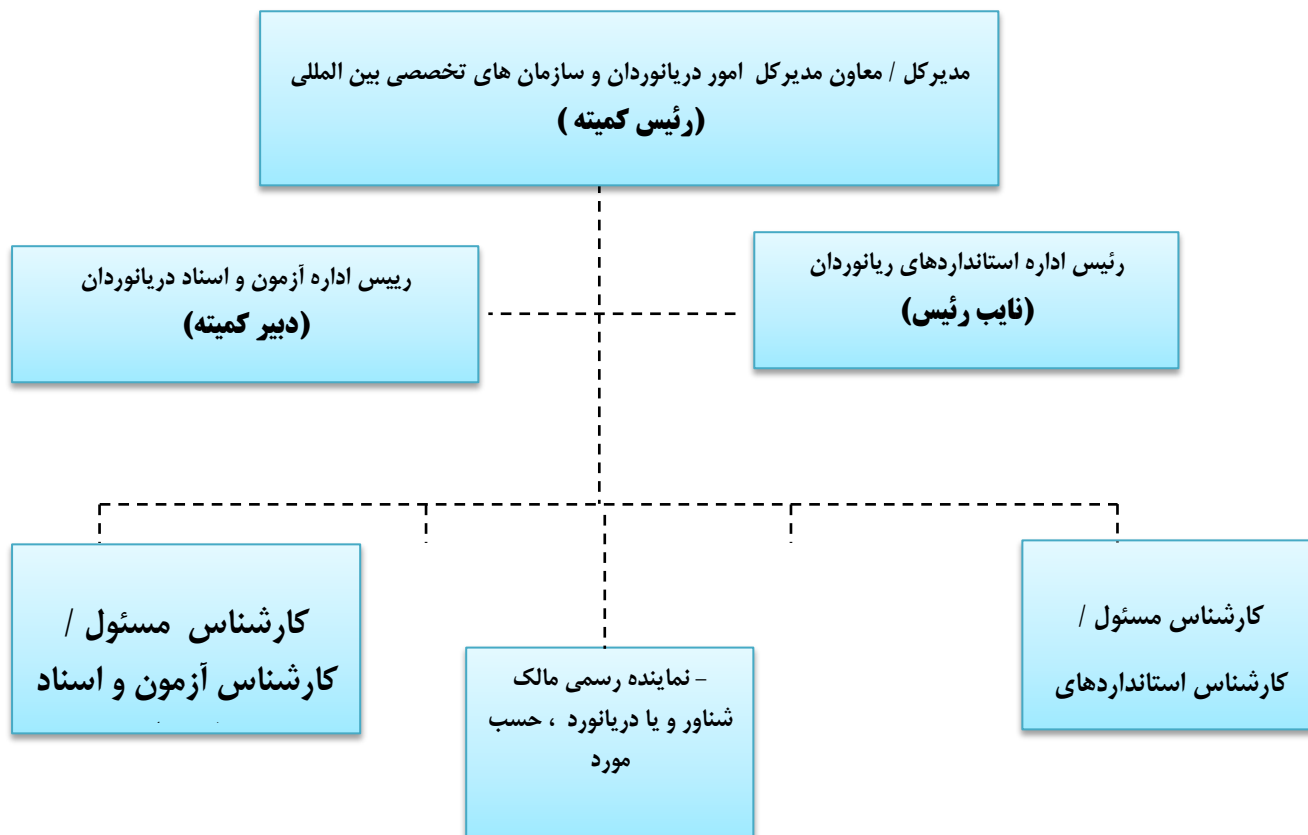 مدیرکل / معاون مدیرکل امور دریانوردان و سازمان های تخصصی بین المللی
(رئیس کمیته )
رئیس اداره استانداردهای ریانوردان
(نایب رئیس)
رییس اداره آزمون و اسناد دریانوردان
(دبیر کمیته)
کارشناس مسئول /
کارشناس استانداردهای
– نماینده رسمی مالک
شناور و یا دریانورد ، حسب
مورد
کارشناس مسئول /
کارشناس آزمون و اسناد